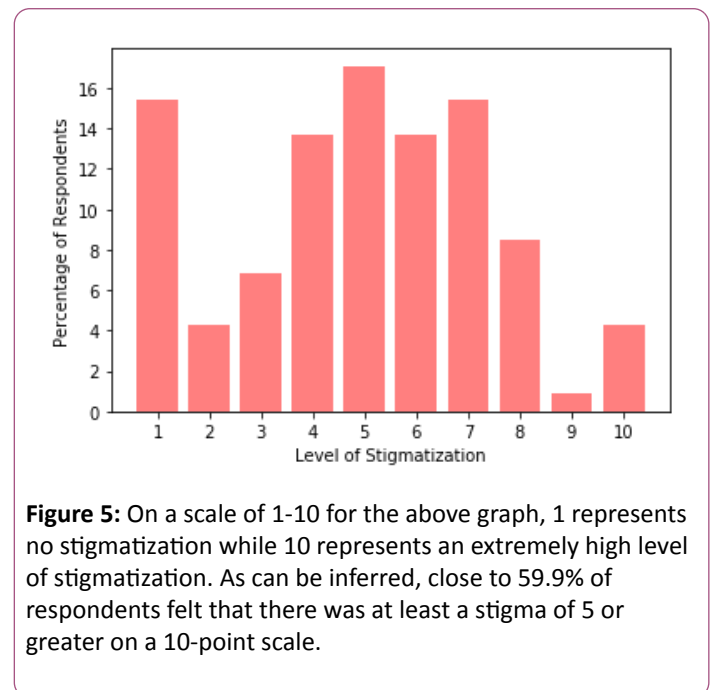 16
14
12
10
8
6
4
2
0
Percentage of Respondents
1 2 3 4 5 6 7 8 9 10
Level of Stigmatization
Figure 5: On a scale of 1-10 for the above graph, 1 represents
no stigmatization while 10 represents an extremely high level
of stigmatization. As can be inferred, close to 59.9% of
respondents felt that there was at least a stigma of 5 or
greater on a 10-point scale.